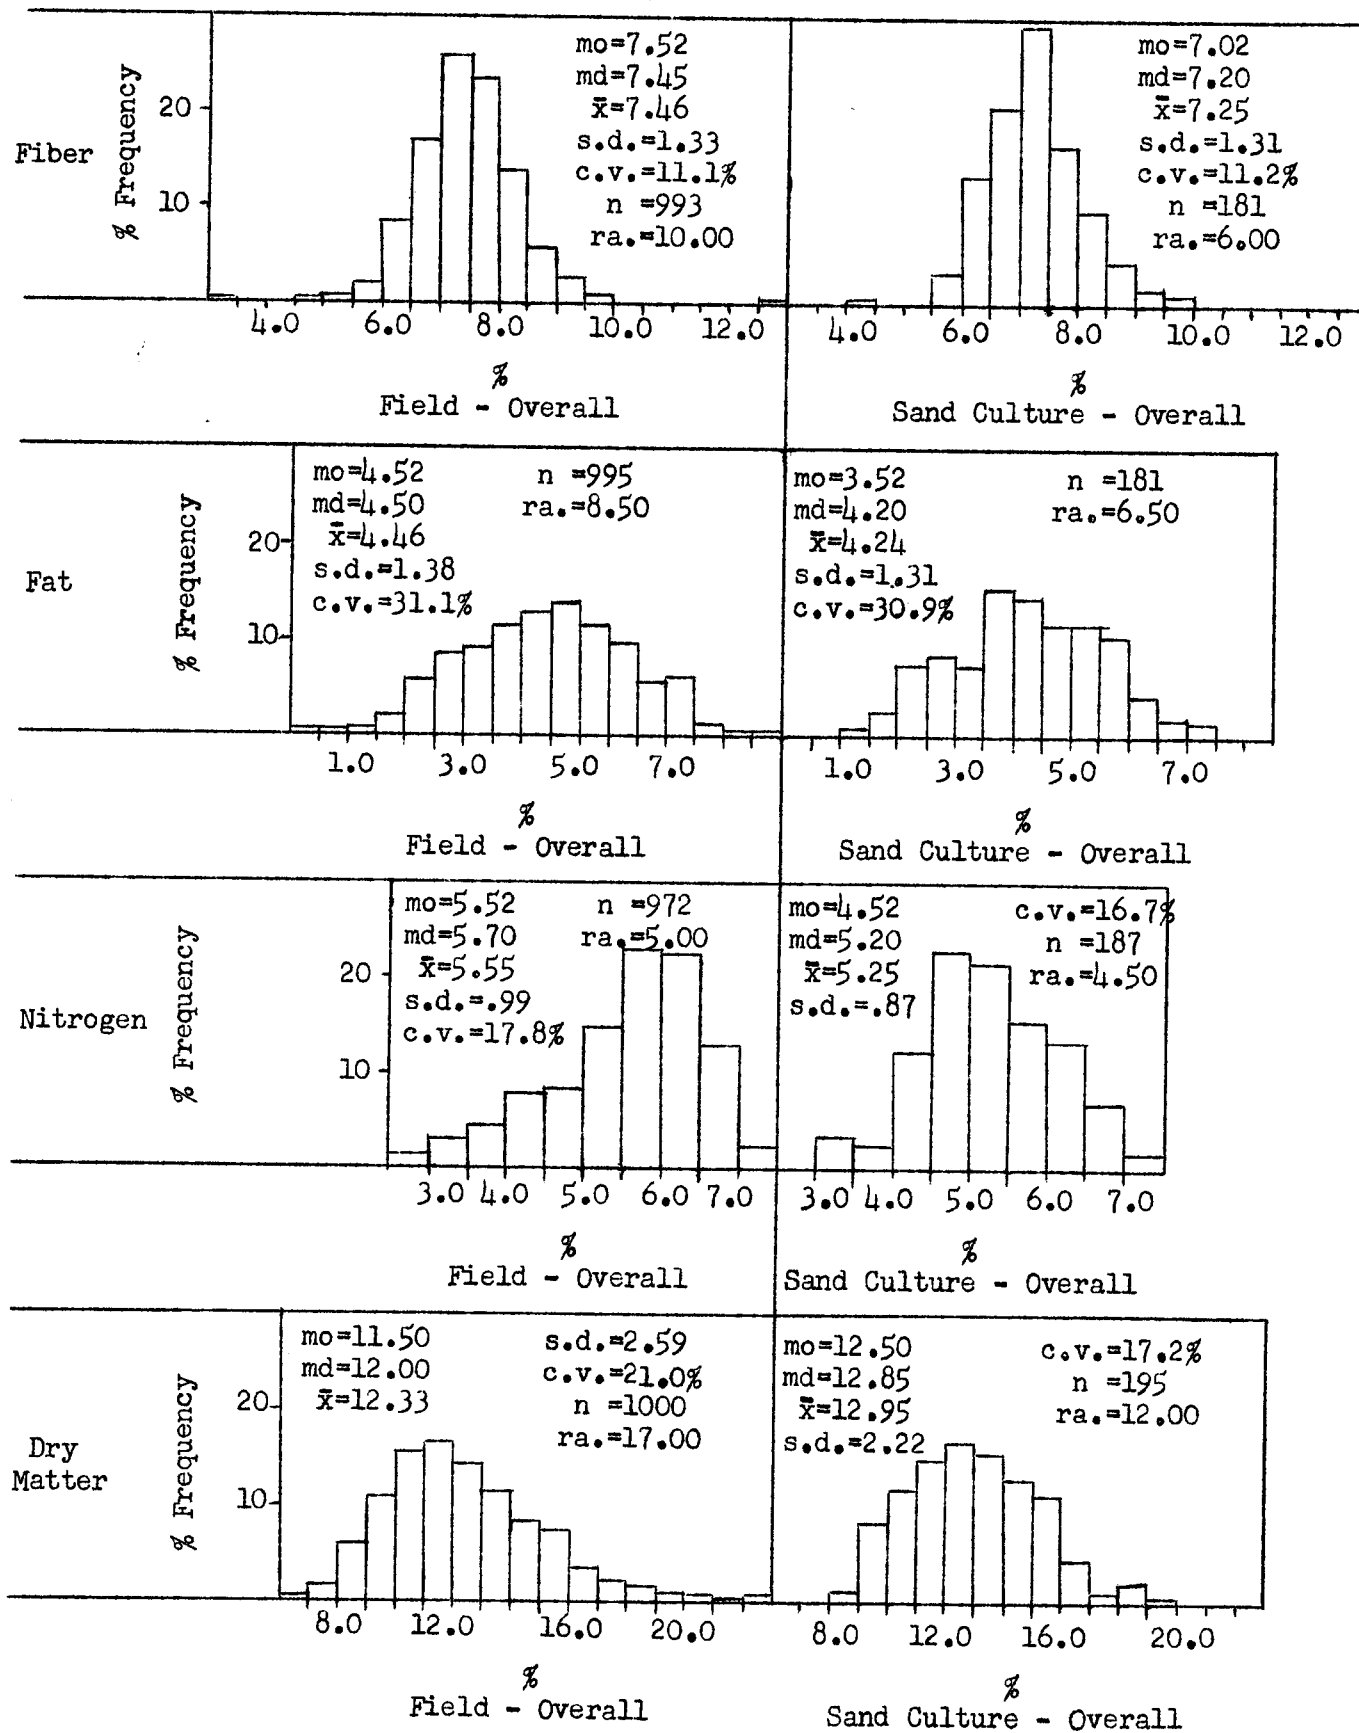 Fiber
% Frequency
20
10
mo=7.52
md=7.45
x̄=7.46
s.d.=1.33
c.v.=11.1%
n =993
ra.=10.00
4.0 6.0 8.0 10.0 12.0
%
Field - Overall
mo=7.02
md=7.20
x̄=7.25
s.d.=1.31
c.v.=11.2%
n =181
ra.=6.00
4.0 6.0 8.0 10.0 12.0
%
Sand Culture - Overall
Fat
% Frequency
20
10
mo=4.52 n =995
md=4.50 ra.=8.50
x̄=4.46
s.d.=1.38
c.v.=31.1%
1.0 3.0 5.0 7.0
%
Field - Overall
mo=3.52 n =181
md=4.20 ra.=6.50
x̄=4.24
s.d.=1.31
c.v.=30.9%
1.0 3.0 5.0 7.0
%
Sand Culture - Overall
Nitrogen
% Frequency
20
10
mo=5.52 n =972
md=5.70 ra.=5.00
x̄=5.55
s.d.=.99
c.v.=17.8%
3.0 4.0 5.0 6.0 7.0
%
Field - Overall
mo=4.52 c.v.=16.7%
md=5.20 n =187
x̄=5.25 ra.=4.50
s.d.=.87
3.0 4.0 5.0 6.0 7.0
%
Sand Culture - Overall
Dry
Matter
% Frequency
20
10
mo=11.50 s.d.=2.59
md=12.00 c.v.=21.0%
x̄=12.33 n =1000
ra.=17.00
8.0 12.0 16.0 20.0
%
Field - Overall
mo=12.50 c.v.=17.2%
md=12.85 n =195
x̄=12.95 ra.=12.00
s.d.=2.22
8.0 12.0 16.0 20.0
%
Sand Culture - Overall